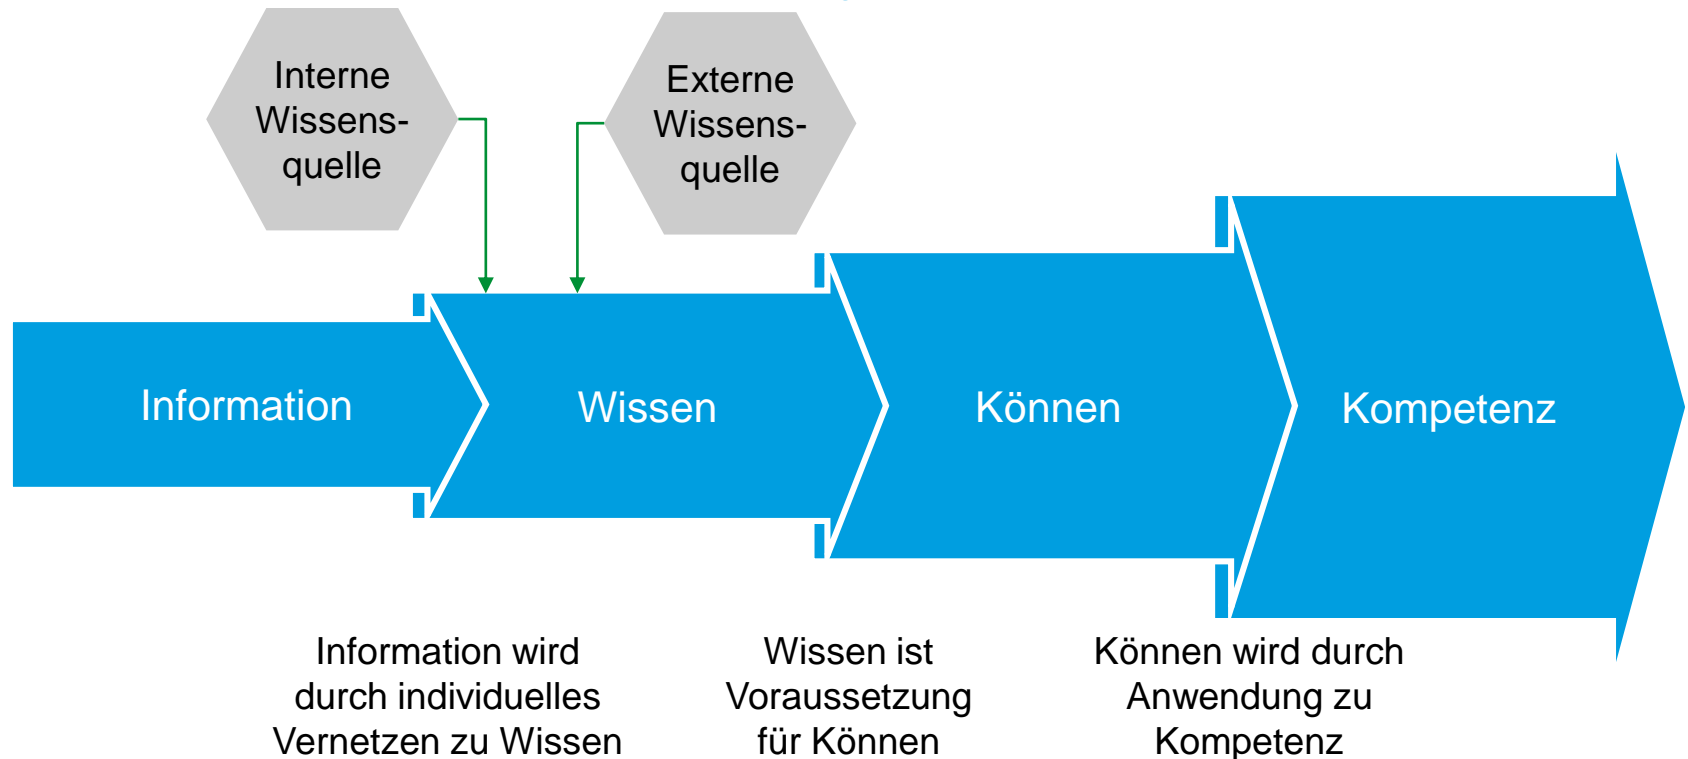 Interne
Wissens-
quelle
Externe
Wissens-
quelle
Information
Wissen
Können
Kompetenz
Information wird
durch individuelles
Vernetzen zu Wissen
Wissen ist
Voraussetzung
für Können
Können wird durch
Anwendung zu
Kompetenz